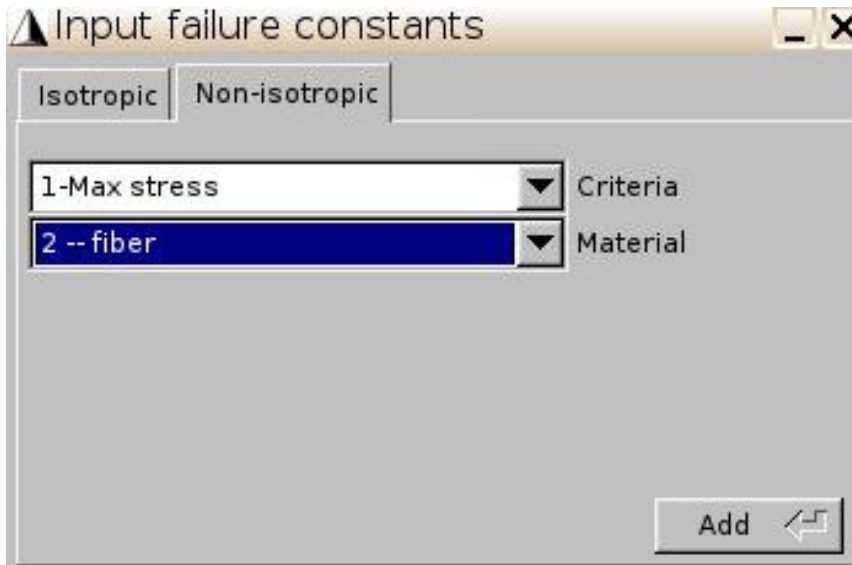 Input failure constants
Isotropic Non-isotropic
1-Max stress Criteria
2 -- fiber Material
Add